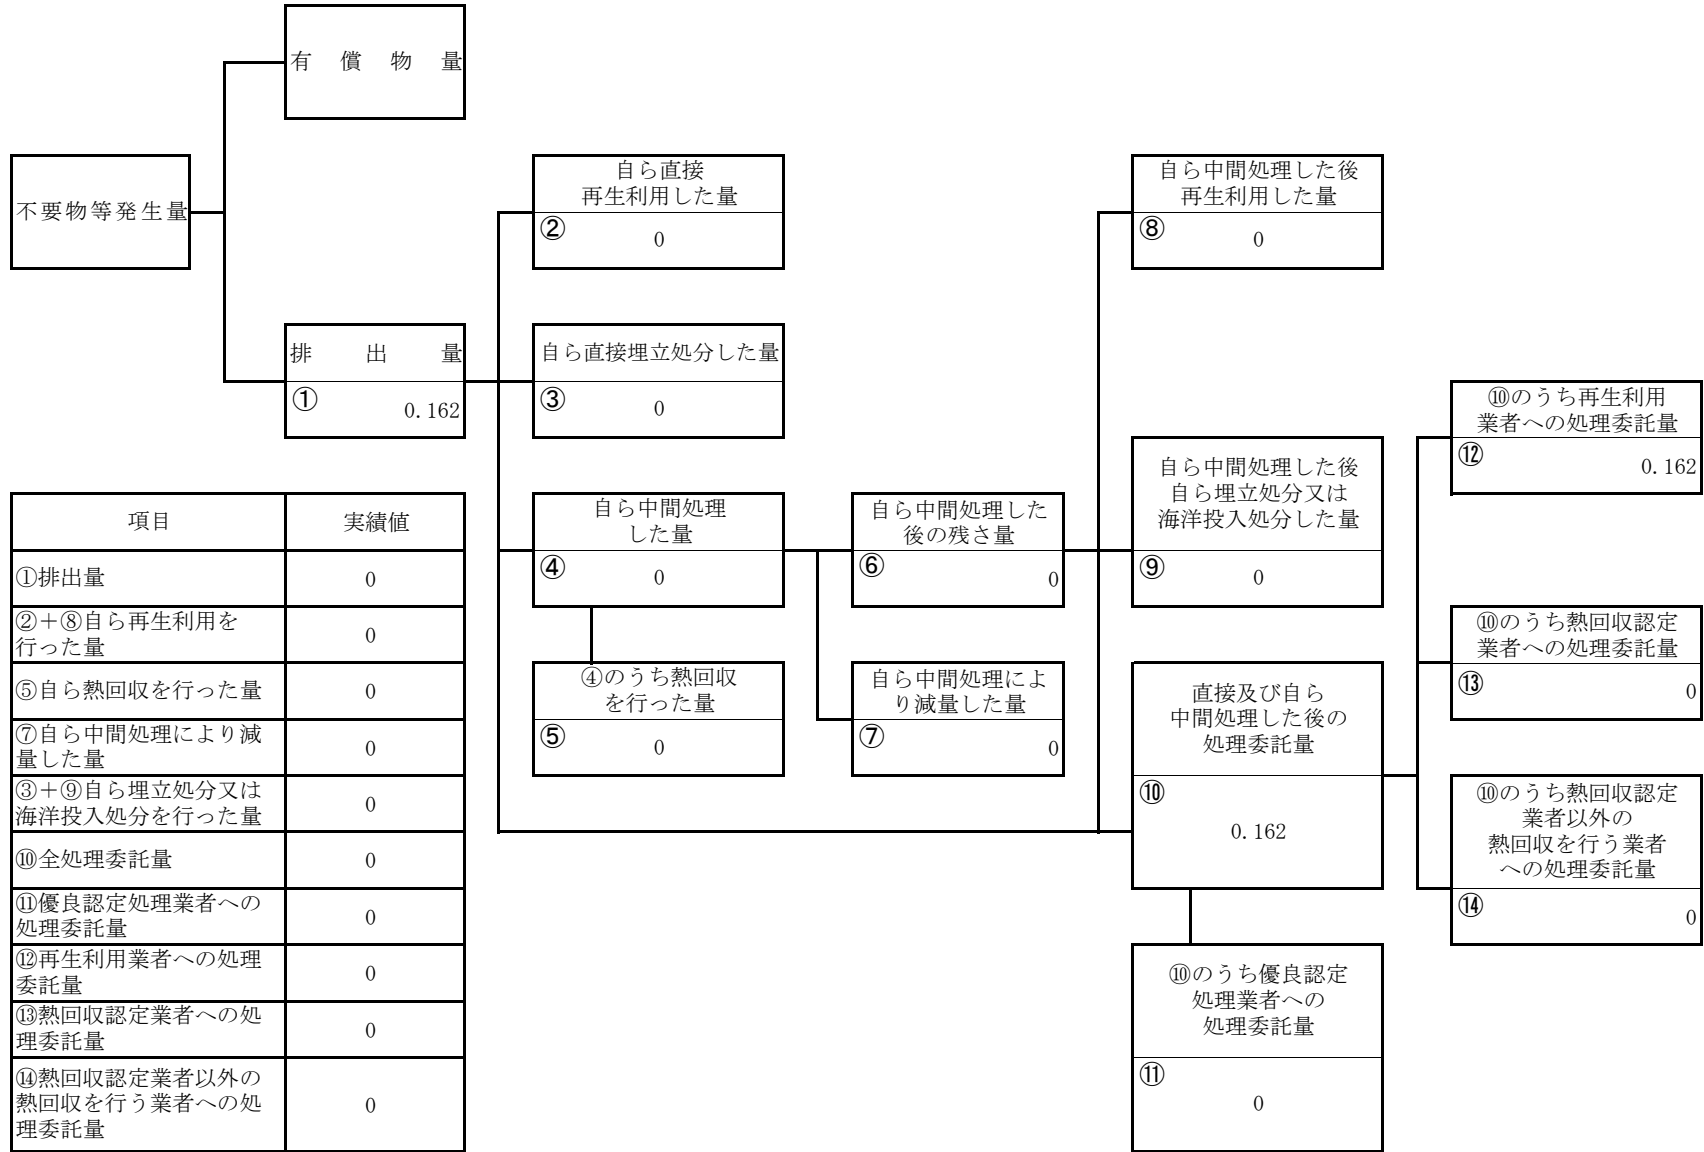 有償物量
不要物等発生量
排出量
①
0.162
自ら直接
再生利用した量
②
0
自ら直接埋立処分した量
③
0
自ら中間処理
した量
④
0
④のうち熱回収
を行った量
⑤
0
自ら中間処理した
後の残さ量
⑥
0
自ら中間処理によ
り減量した量
⑦
0
自ら中間処理した後
再生利用した量
⑧
0
自ら中間処理した後
自ら埋立処分又は
海洋投入処分した量
⑨
0
直接及び自ら
中間処理した後の
処理委託量
⑩
0.162
⑩のうち優良認定
処理業者への
処理委託量
⑪
0
⑩のうち再生利用
業者への処理委託量
⑫
0.162
⑩のうち熱回収認定
業者への処理委託量
⑬
0
⑩のうち熱回収認定
業者以外の
熱回収を行う業者
への処理委託量
⑭
0
項目 実績値
①排出量 0
②+⑧自ら再生利用を
行った量 0
⑤自ら熱回収を行った量 0
⑦自ら中間処理により減
量した量 0
③+⑨自ら埋立処分又は
海洋投入処分を行った量 0
⑩全処理委託量 0
⑪優良認定処理業者への
処理委託量 0
⑫再生利用業者への処理
委託量 0
⑬熱回収認定業者への処
理委託量 0
⑭熱回収認定業者以外の
熱回収を行う業者への処
理委託量 0